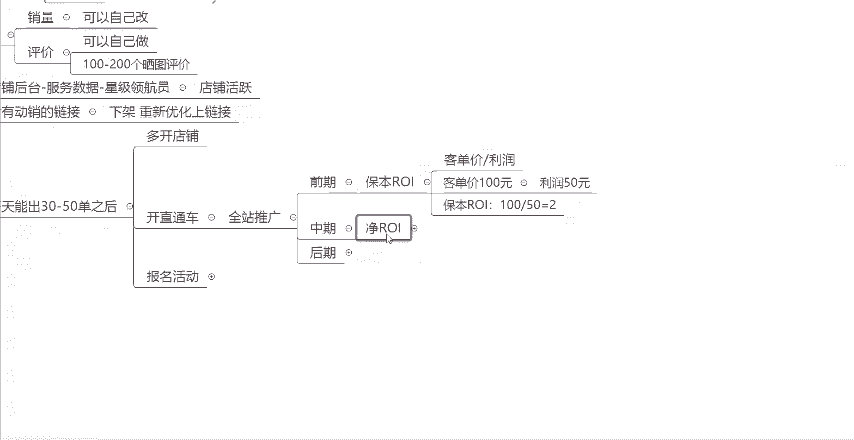 销量
可以自己改
评价
可以自己做
100-200个晒图评价
铺后台-服务数据-星级领航员
店铺活跃
有动销的链接
下架 重新优化上链接
天能出30-50单之后
多开店铺
开直通车
全站推广
前期
保本ROI
客单价/利润
客单价100元
利润50元
保本ROI：100/50=2
中期
净ROI
后期
报名活动